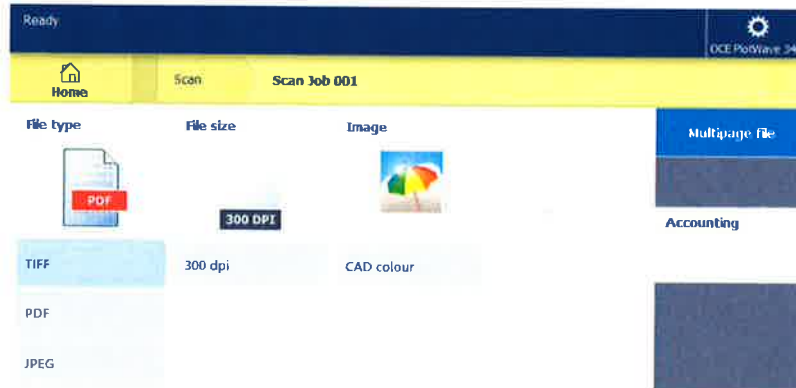 Ready
OCE PlotWave 34
Home
Scan
Scan Job 001
File type
File size
Image
Multipage file
PDF
300 DPI
Accounting
TIFF
300 dpi
CAD colour
PDF
JPEG